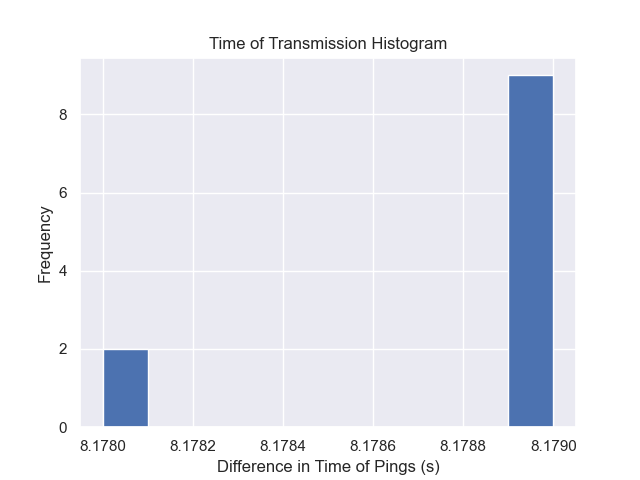 Time of Transmission Histogram
8
6
4
2
0
Frequency
8.1780 8.1782 8.1784 8.1786 8.1788 8.1790
Difference in Time of Pings (s)